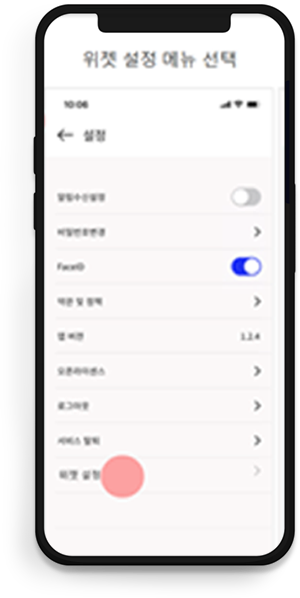 위젯 설정 메뉴 선택
10:06
설정
알림수신설정
비밀번호변경
FaceID
약관 및 정책
앱 버전
1.2.4
오픈라이센스
로그아웃
서비스 탈퇴
위젯 설정